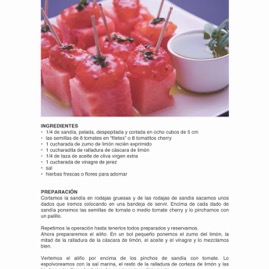 INGREDIENTES
• 1/4 de sandía, pelada, despepitada y cortada en ocho cubos de 5 cm
• las semillas de 8 tomates en "filetes" o 8 tomatitos cherry
• 1 cucharada de zumo de limón recién exprimido
• 1 cucharadita de ralladura de cáscara de limón
• 1/4 de taza de aceite de oliva virgen extra
• 1 cucharada de vinagre de jerez
• sal
• hierbas frescas o flores para adornar
PREPARACIÓN
Cortamos la sandía en rodajas gruesas y de las rodajas de sandía sacamos unos
dados que iremos colocando en una bandeja de servir. Encima de cada dado de
sandía ponemos las semillas de tomate o medio tomate cherry y lo pinchamos con
un palillo.
Repetimos la operación hasta tenerlos todos preparados y reservamos.
Ahora prepararemos el aliño. En un bol pequeño ponemos el zumo del limón, la
mitad de la ralladura de la cáscara de limón, el aceite y el vinagre y lo mezclamos
bien.
Vertemos el aliño por encima de los pinchos de sandía con tomate. Lo
espolvoreamos con la sal marina, el resto de la ralladura de corteza de limón y las